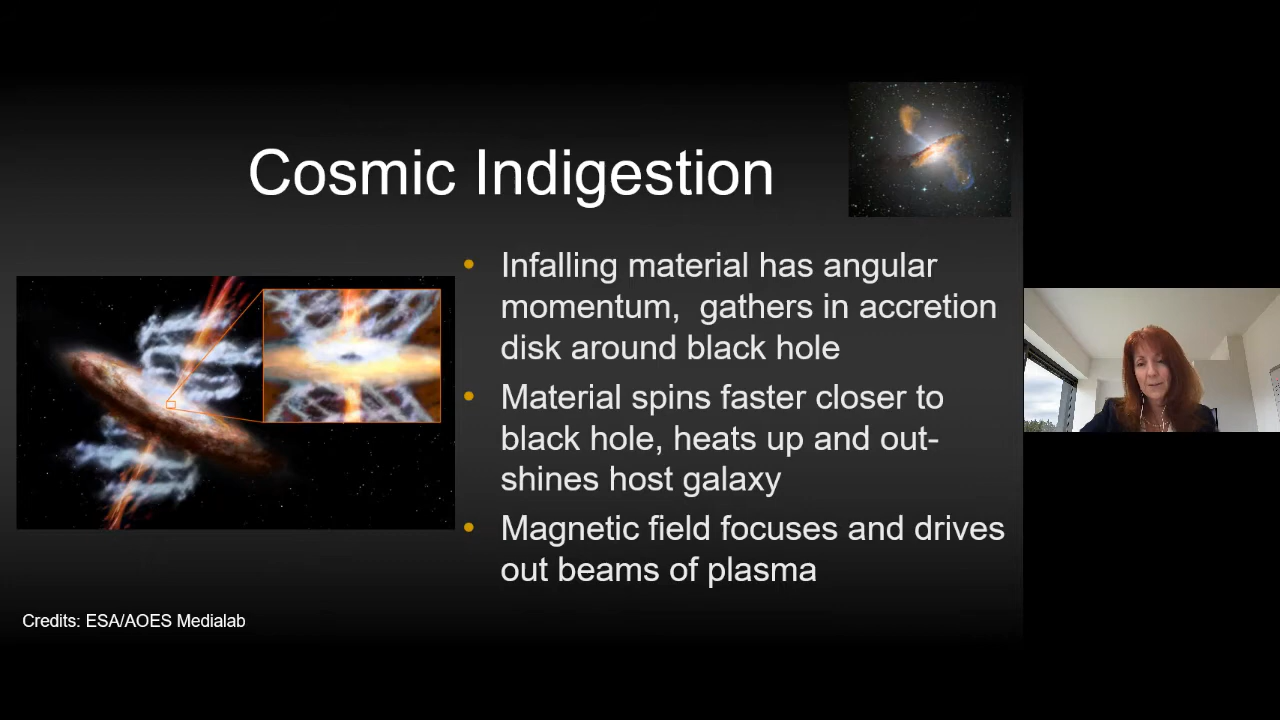 Cosmic Indigestion
• Infalling material has angular
momentum,  gathers in accretion
disk around black hole
• Material spins faster closer to
black hole, heats up and out-
shines host galaxy
• Magnetic field focuses and drives
out beams of plasma
Credits: ESA/AOES Medialab